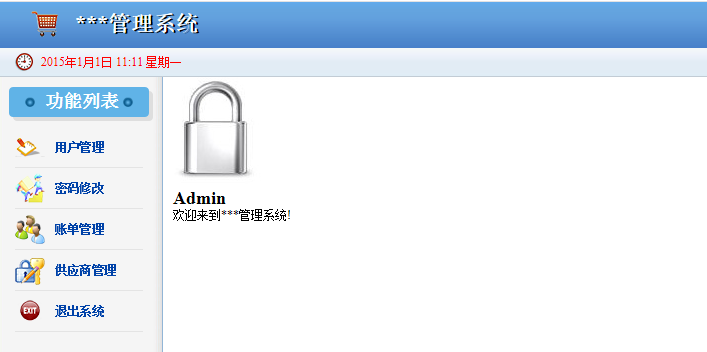 ***管理系统
2015年1月1日 11:11 星期一
功能列表
用户管理
密码修改
账单管理
供应商管理
EXIT 退出系统
Admin
欢迎来到***管理系统!